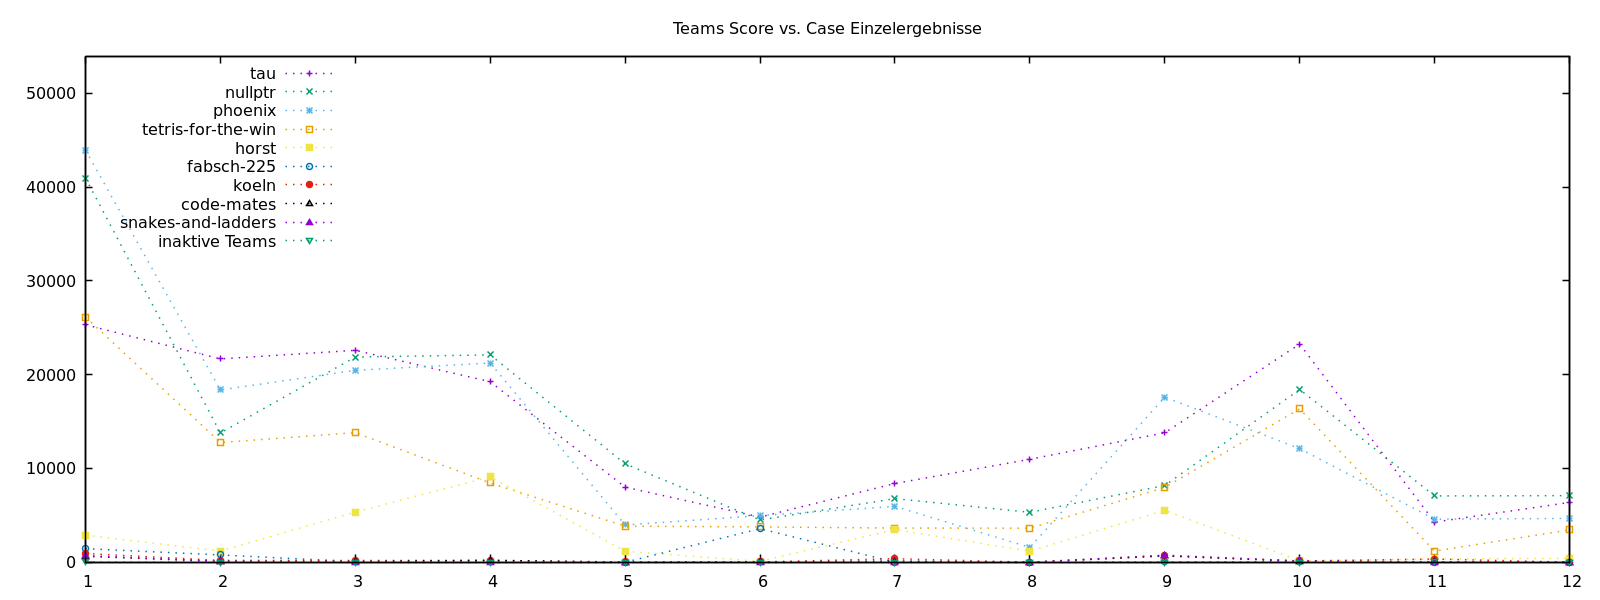 Teams Score vs. Case Einzelergebnisse
tau
nullptr
phoenix
tetris-for-the-win
horst
fabsch-225
koeln
code-mates
snakes-and-ladders
inaktive Teams
50000
40000
30000
20000
10000
0
1 2 3 4 5 6 7 8 9 10 11 12